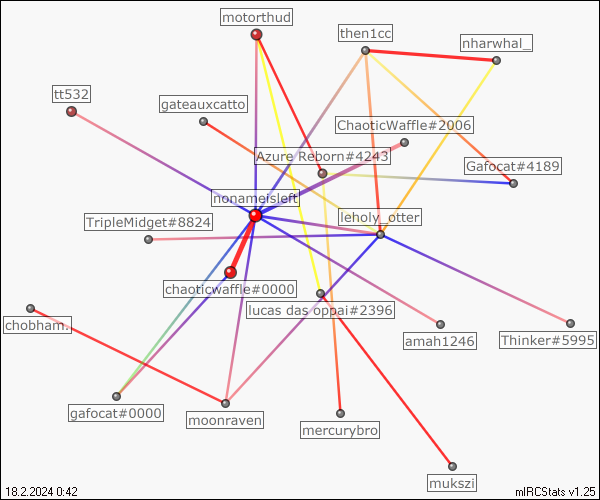 motorthud
then1cc
nharwhal_
tt532
gateauxcatto
ChaoticWaffle#2006
Azure Reborn#4243
Gafocat#4189
nonameisleft
leholy_otter
TripleMidget#8824
chaoticwaffle#0000
lucas das oppai#2396
chobham.
amah1246
Thinker#5995
gafocat#0000
moonraven
mercurybro
mukszi
18.2.2024 0:42
mIRCStats v1.25